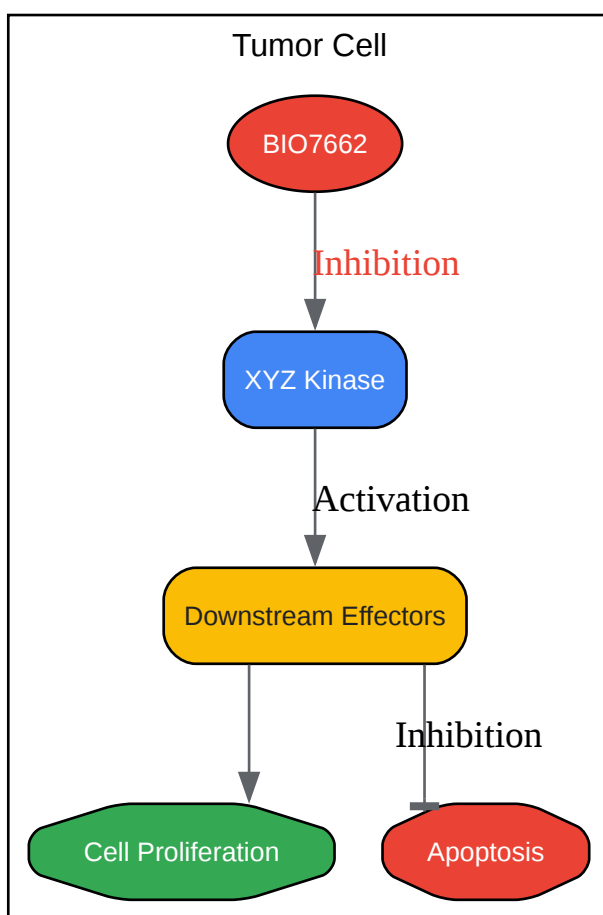 Tumor Cell
BIO7662
Inhibition
XYZ Kinase
Activation
Downstream Effectors
Inhibition
Cell Proliferation
Apoptosis